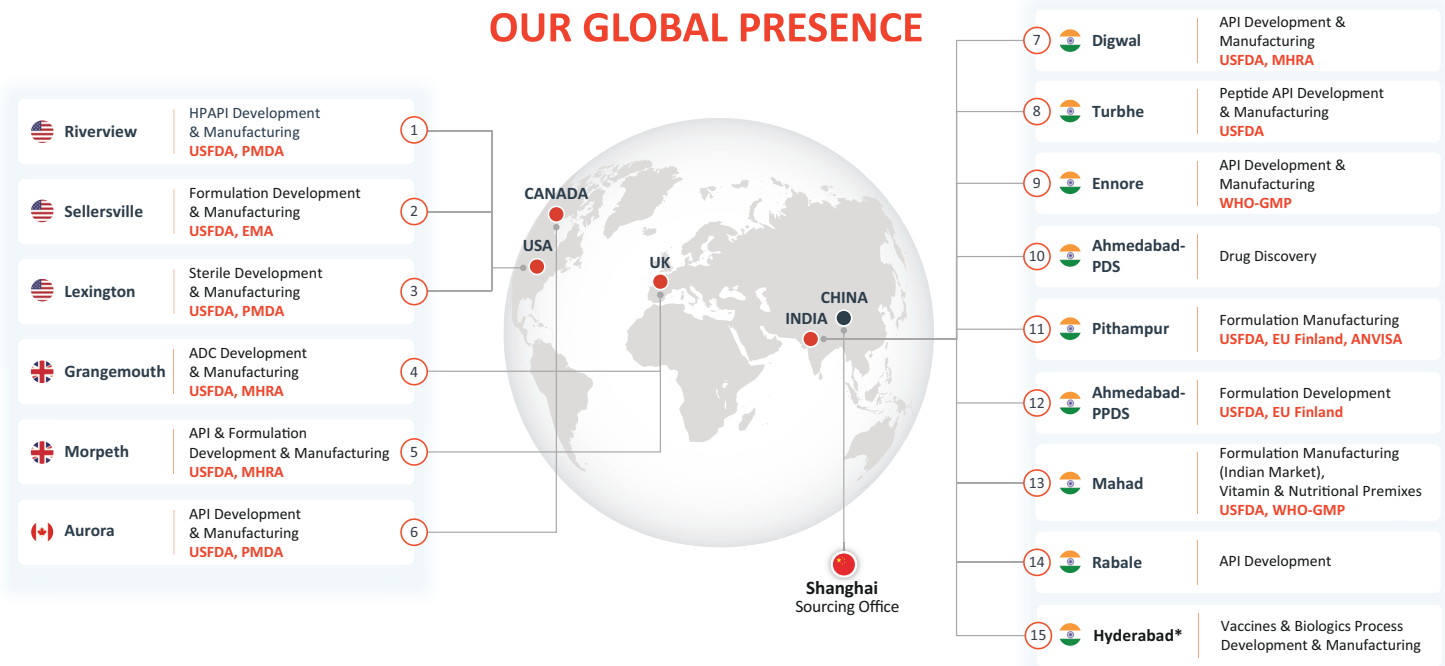 OUR GLOBAL PRESENCE
Riverview
HPAPI Development
& Manufacturing
USFDA, PMDA
1
Sellersville
Formulation Development
& Manufacturing
USFDA, EMA
2
Lexington
Sterile Development
& Manufacturing
USFDA, PMDA
3
Grangemouth
ADC Development
& Manufacturing
USFDA, MHRA
4
Morpeth
API & Formulation
Development & Manufacturing
USFDA, MHRA
5
Aurora
API Development
& Manufacturing
USFDA, PMDA
6
CANADA
USA
UK
CHINA
INDIA
Shanghai
Sourcing Office
7
Digwal
API Development &
Manufacturing
USFDA, MHRA
8
Turbhe
Peptide API Development
& Manufacturing
USFDA
9
Ennore
API Development &
Manufacturing
WHO-GMP
10
Ahmedabad-
PDS
Drug Discovery
11
Pithampur
Formulation Manufacturing
USFDA, EU Finland, ANVISA
12
Ahmedabad-
PPDS
Formulation Development
USFDA, EU Finland
13
Mahad
Formulation Manufacturing
(Indian Market),
Vitamin & Nutritional Premixes
USFDA, WHO-GMP
14
Rabale
API Development
15
Hyderabad*
Vaccines & Biologics Process
Development & Manufacturing